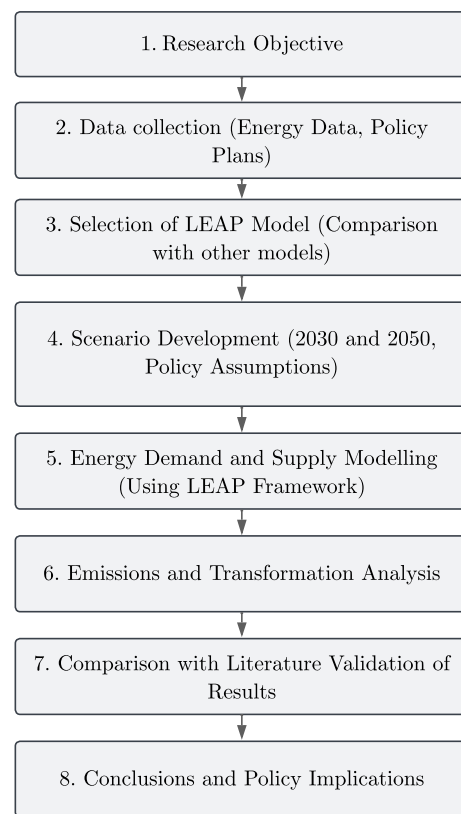 1. Research Objective
2. Data collection (Energy Data, Policy
Plans)
3. Selection of LEAP Model (Comparison
with other models)
4. Scenario Development (2030 and 2050,
Policy Assumptions)
5. Energy Demand and Supply Modelling
(Using LEAP Framework)
6. Emissions and Transformation Analysis
7. Comparison with Literature Validation of
Results
8. Conclusions and Policy Implications